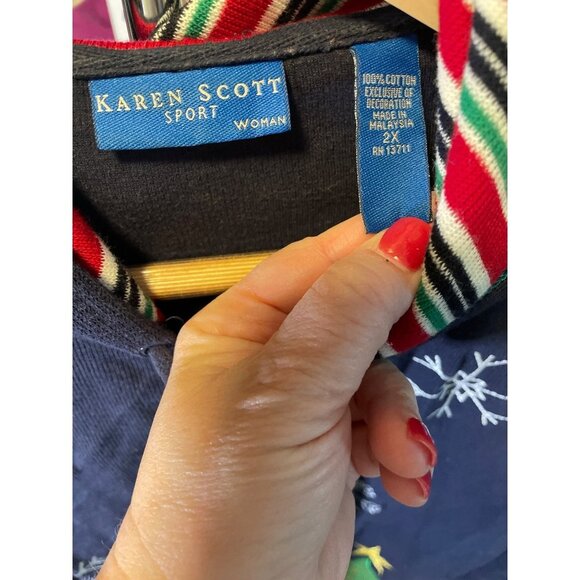 KAREN SCOTT
SPORT
WOMAN
100% COTTON
EXCLUSIVE OF
DECORATION
MADE IN
MALAYSIA
2X
RN 13711